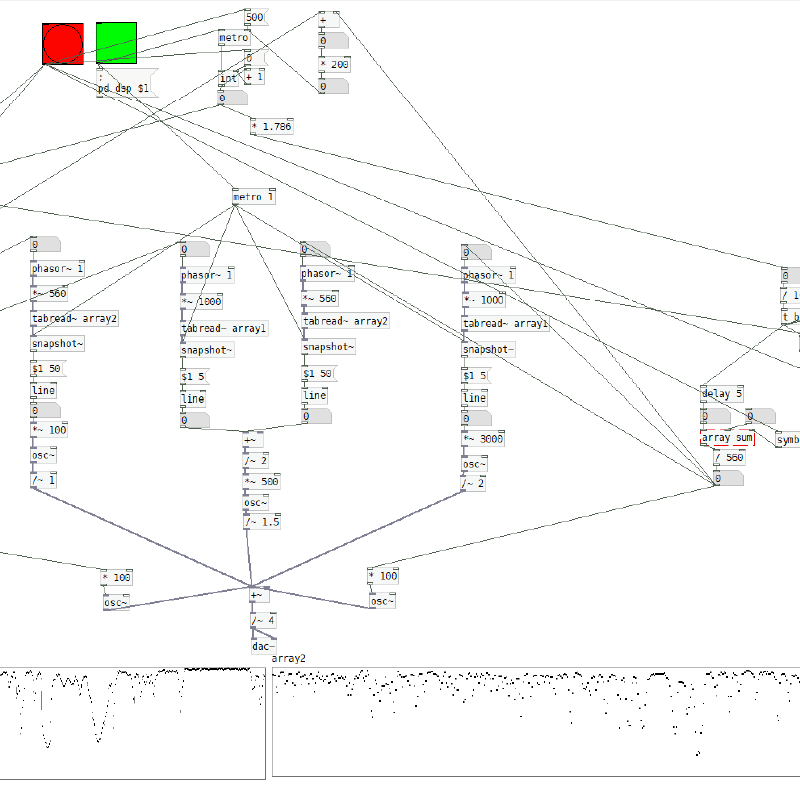 500
+
metro
0
0
* 200
int
+ 1
;
pd dsp $1
0
0
* 1.786
metro 1
0
phasor~ 1
*~ 560
tabread~ array2
snapshot~
$1 50
line
0
*~ 100
osc~
/~ 1
0
phasor~ 1
*~ 1000
tabread~ array1
snapshot~
$1 5
line
0
0
phasor~ 1
*~ 560
tabread~ array2
snapshot~
$1 50
line
0
+~
/~ 2
*~ 500
osc~
/~ 1.5
0
phasor~ 1
*~ 1000
tabread~ array1
snapshot~
$1 5
line
0
*~ 3000
osc~
/~ 2
0
t b
delay 5
0
0
array sum
symb
/ 560
0
* 100
osc~
* 100
osc~
+~
/~ 4
dac~
array2